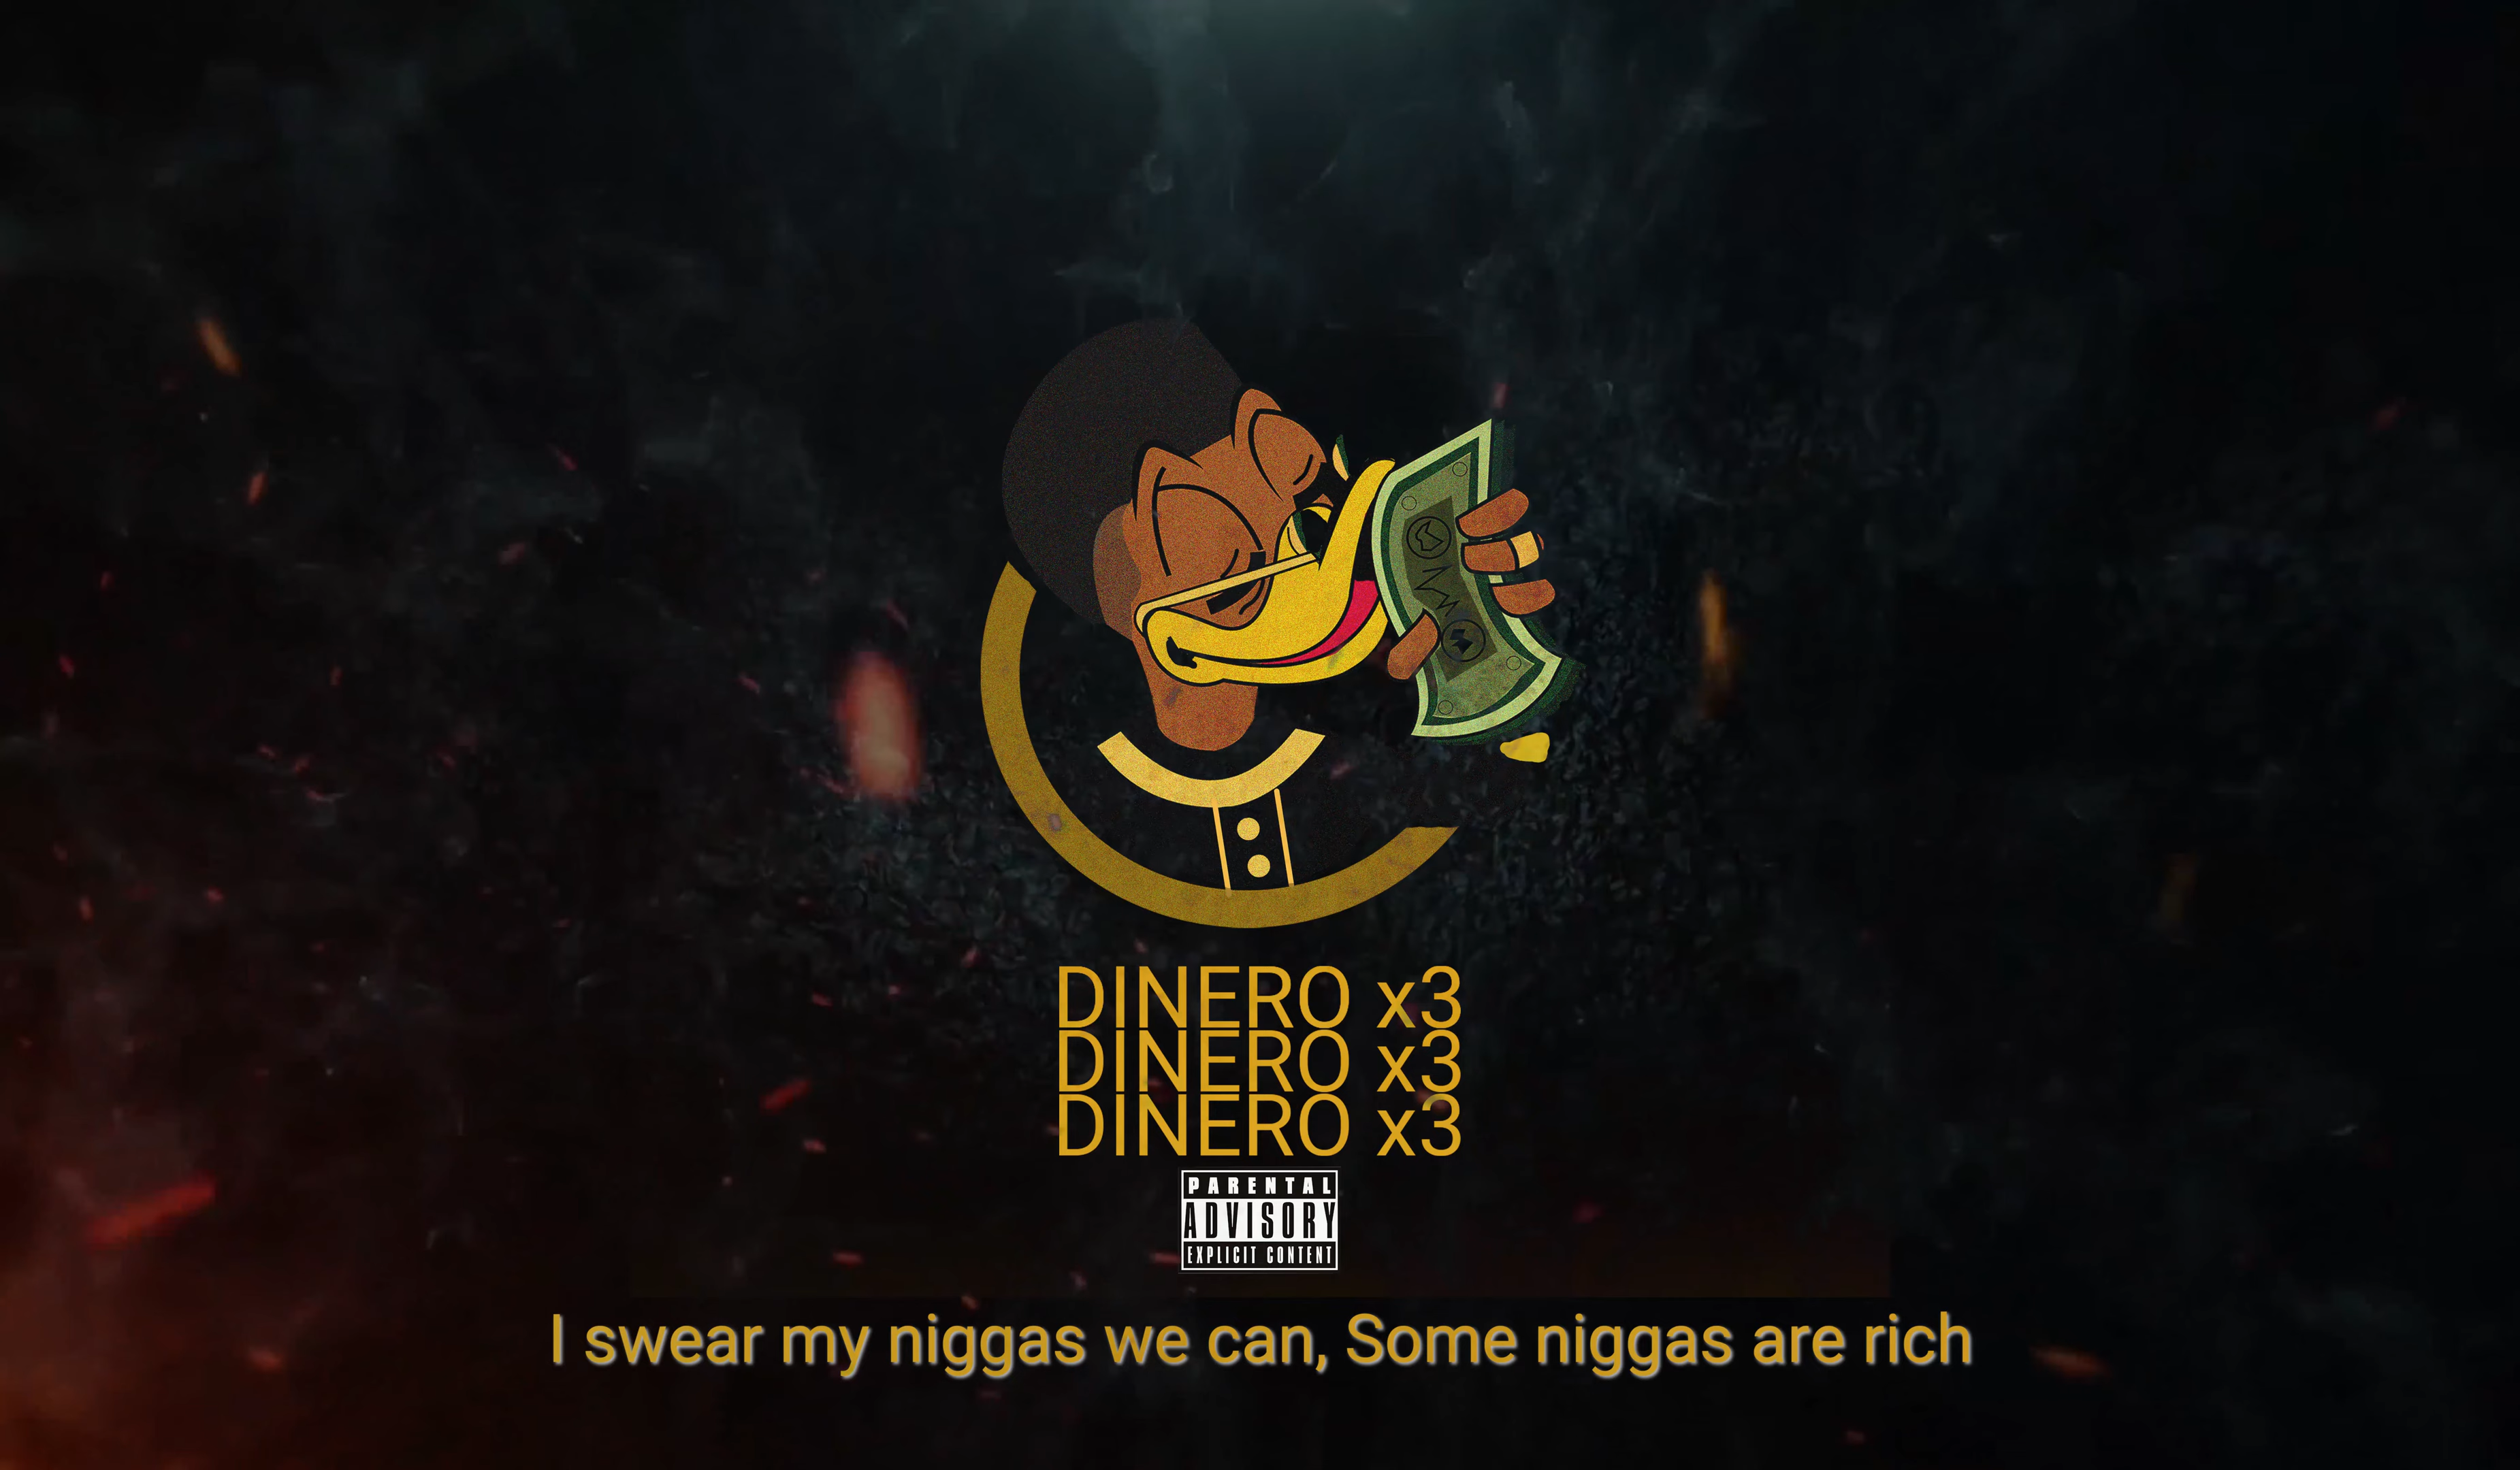 DINERO x3
DINERO x3
DINERO x3
PARENTAL
ADVISORY
EXPLICIT CONTENT
I swear my niggas we can, Some niggas are rich